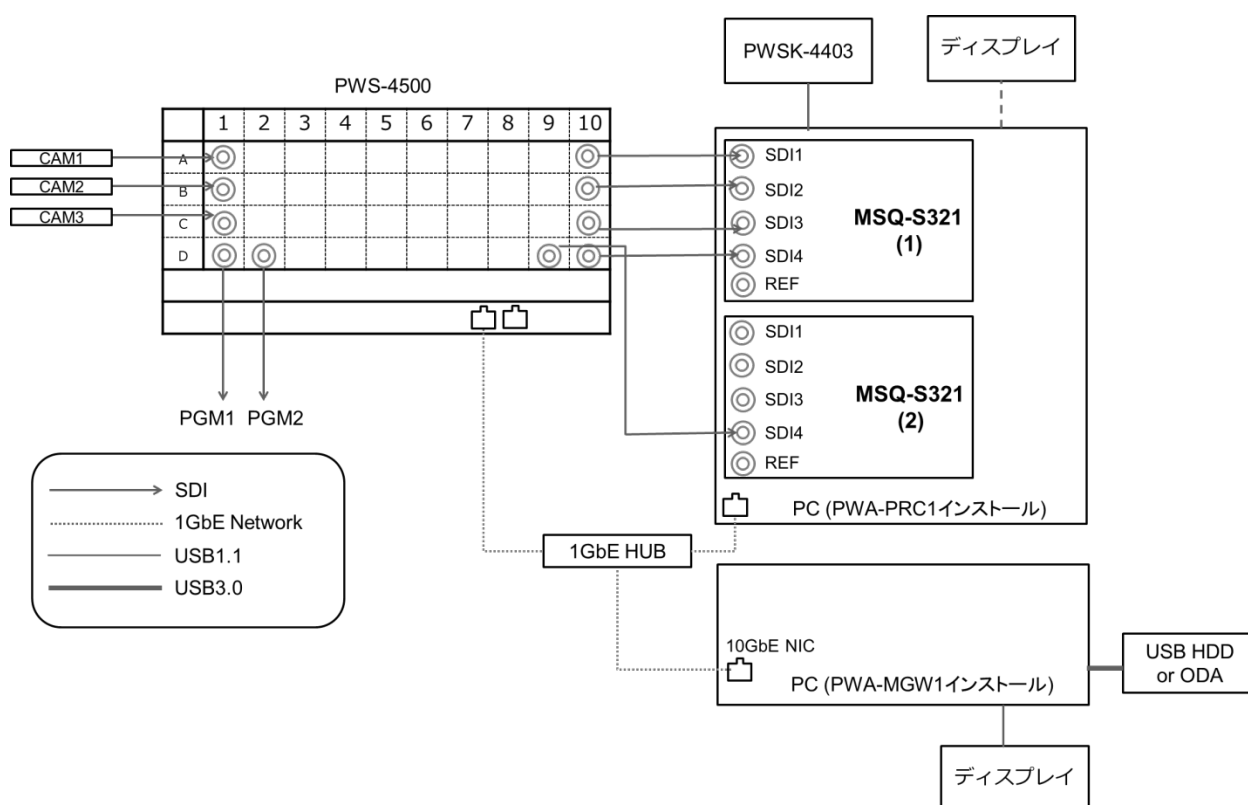 PWSK-4403
ディスプレイ
PWS-4500
1 2 3 4 5 6 7 8 9 10
A
B
C
D
CAM1
CAM2
CAM3
PGM1 PGM2
SDI1
SDI2
SDI3
SDI4
REF
MSQ-S321
(1)
SDI1
SDI2
SDI3
SDI4
REF
MSQ-S321
(2)
PC (PWA-PRC1インストール)
SDI
1GbE Network
USB1.1
USB3.0
1GbE HUB
10GbE NIC
PC (PWA-MGW1インストール)
USB HDD
or ODA
ディスプレイ